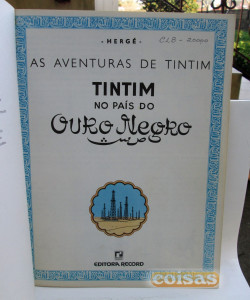 - HERGÉ -
AS AVENTURAS DE TINTIM
TINTIM
NO PAÍS DO
OURO NEGRO
EDITORA RECORD
coisas